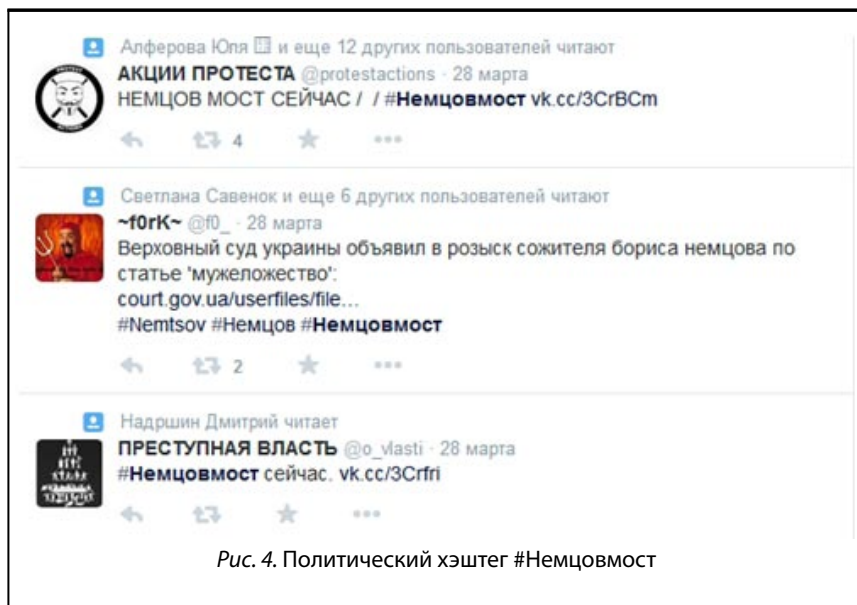 Алферова Юля и еще 12 других пользователей читают
АКЦИИ ПРОТЕСТА @protestactions · 28 марта
НЕМЦОВ МОСТ СЕЙЧАС / / #Немцовмост vk.cc/3CrBCm
4
Светлана Савенок и еще 6 других пользователей читают
~f0rK~ @f0_ · 28 марта
Верховный суд украины объявил в розыск сожителя бориса немцова по
статье 'мужеложество':
court.gov.ua/userfiles/file...
#Nemtsov #Немцов #Немцовмост
2
Надршин Дмитрий читает
ПРЕСТУПНАЯ ВЛАСТЬ @o_vlasti · 28 марта
#Немцовмост сейчас. vk.cc/3Crfri
Рис. 4. Политический хэштег #Немцовмост